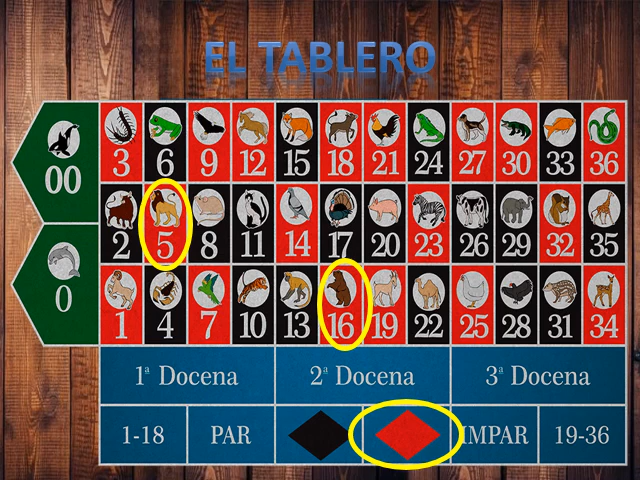 EL TABLERO
00 3 6 9 12 15 18 21 24 27 30 33 36
2 5 8 11 14 17 20 23 26 29 32 35
0
1 4 7 10 13 16 19 22 25 28 31 34
1ª Docena 2ª Docena 3ª Docena
1-18 PAR IMPAR 19-36